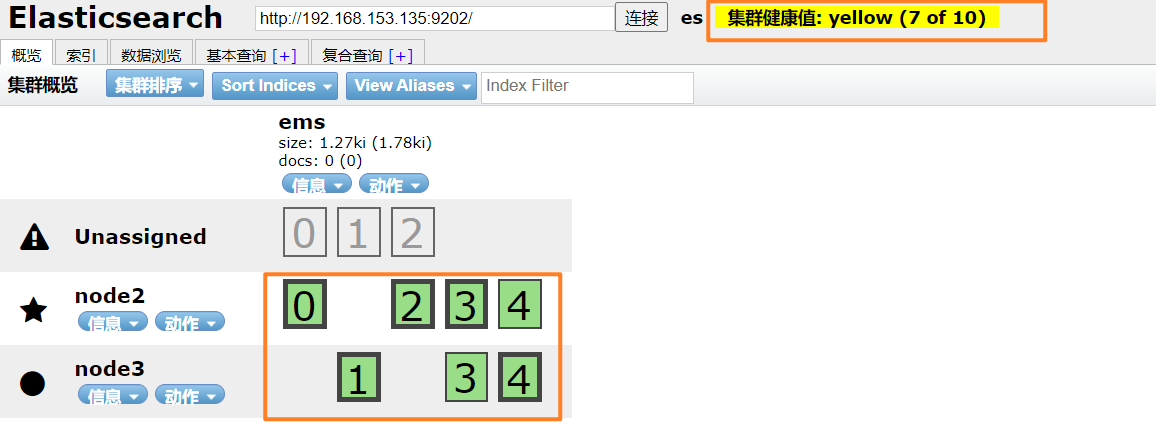 Elasticsearch http://192.168.153.135:9202/ 连接 es 集群健康值: yellow (7 of 10)
概览 索引 数据浏览 基本查询 [+] 复合查询 [+]
集群概览 集群排序 Sort Indices View Aliases Index Filter
ems
size: 1.27ki (1.78ki)
docs: 0 (0)
信息 动作
Unassigned 0 1 2
node2 0 2 3 4
信息 动作
node3 1 3 4
信息 动作